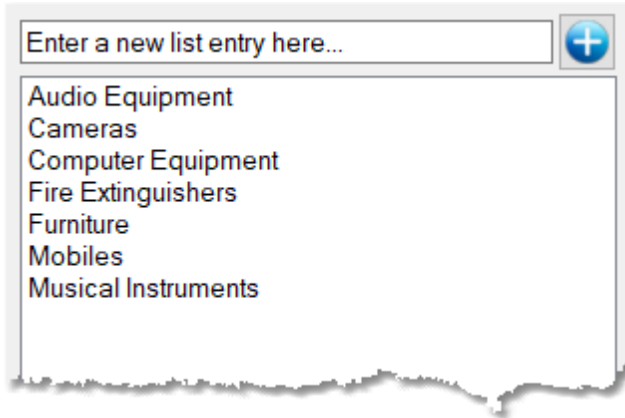 Enter a new list entry here...
Audio Equipment
Cameras
Computer Equipment
Fire Extinguishers
Furniture
Mobiles
Musical Instruments